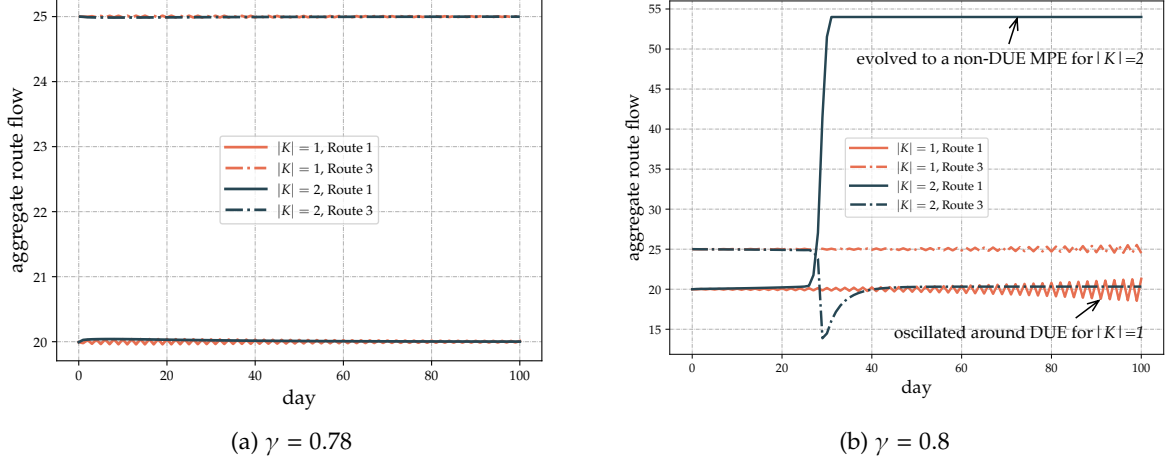 25
24
23
22
21
20
aggregate route flow
|K| = 1, Route 1
|K| = 1, Route 3
|K| = 2, Route 1
|K| = 2, Route 3
0 20 40 60 80 100
day
(a) γ = 0.78
55
50
45
40
35
30
25
20
15
aggregate route flow
evolved to a non-DUE MPE for |K|=2
|K| = 1, Route 1
|K| = 1, Route 3
|K| = 2, Route 1
|K| = 2, Route 3
oscillated around DUE for |K|=1
0 20 40 60 80 100
day
(b) γ = 0.8